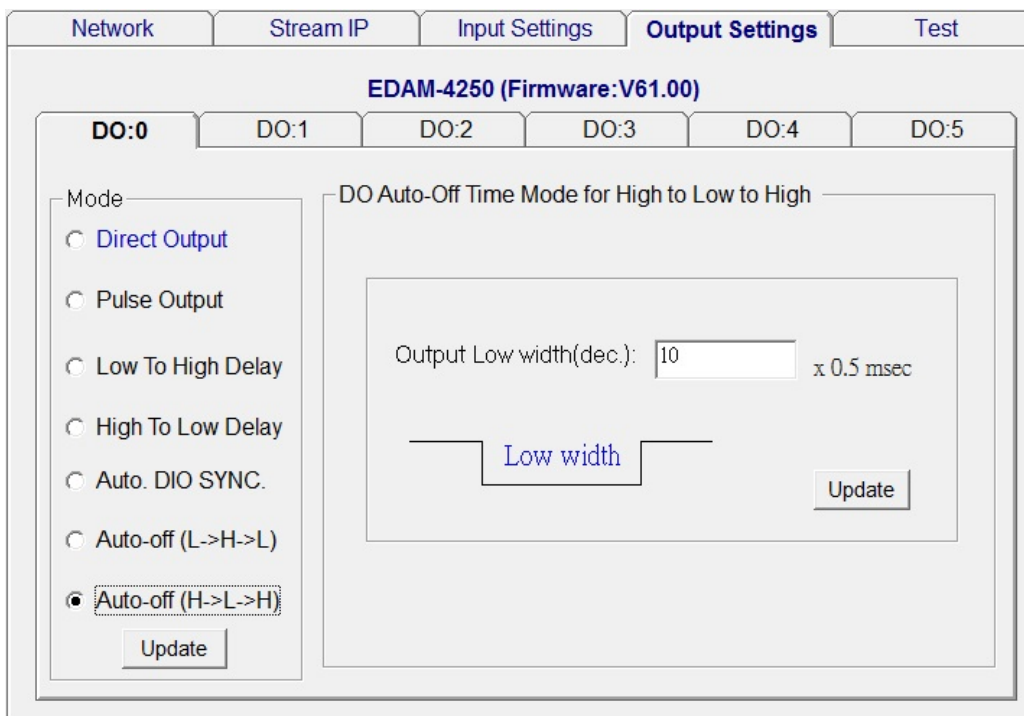 Network
Stream IP
Input Settings
Output Settings
Test
EDAM-4250 (Firmware:V61.00)
DO:0
DO:1
DO:2
DO:3
DO:4
DO:5
Mode
Direct Output
Pulse Output
Low To High Delay
High To Low Delay
Auto. DIO SYNC.
Auto-off (L->H->L)
Auto-off (H->L->H)
Update
DO Auto-Off Time Mode for High to Low to High
Output Low width(dec.): 10 x 0.5 msec
Low width
Update